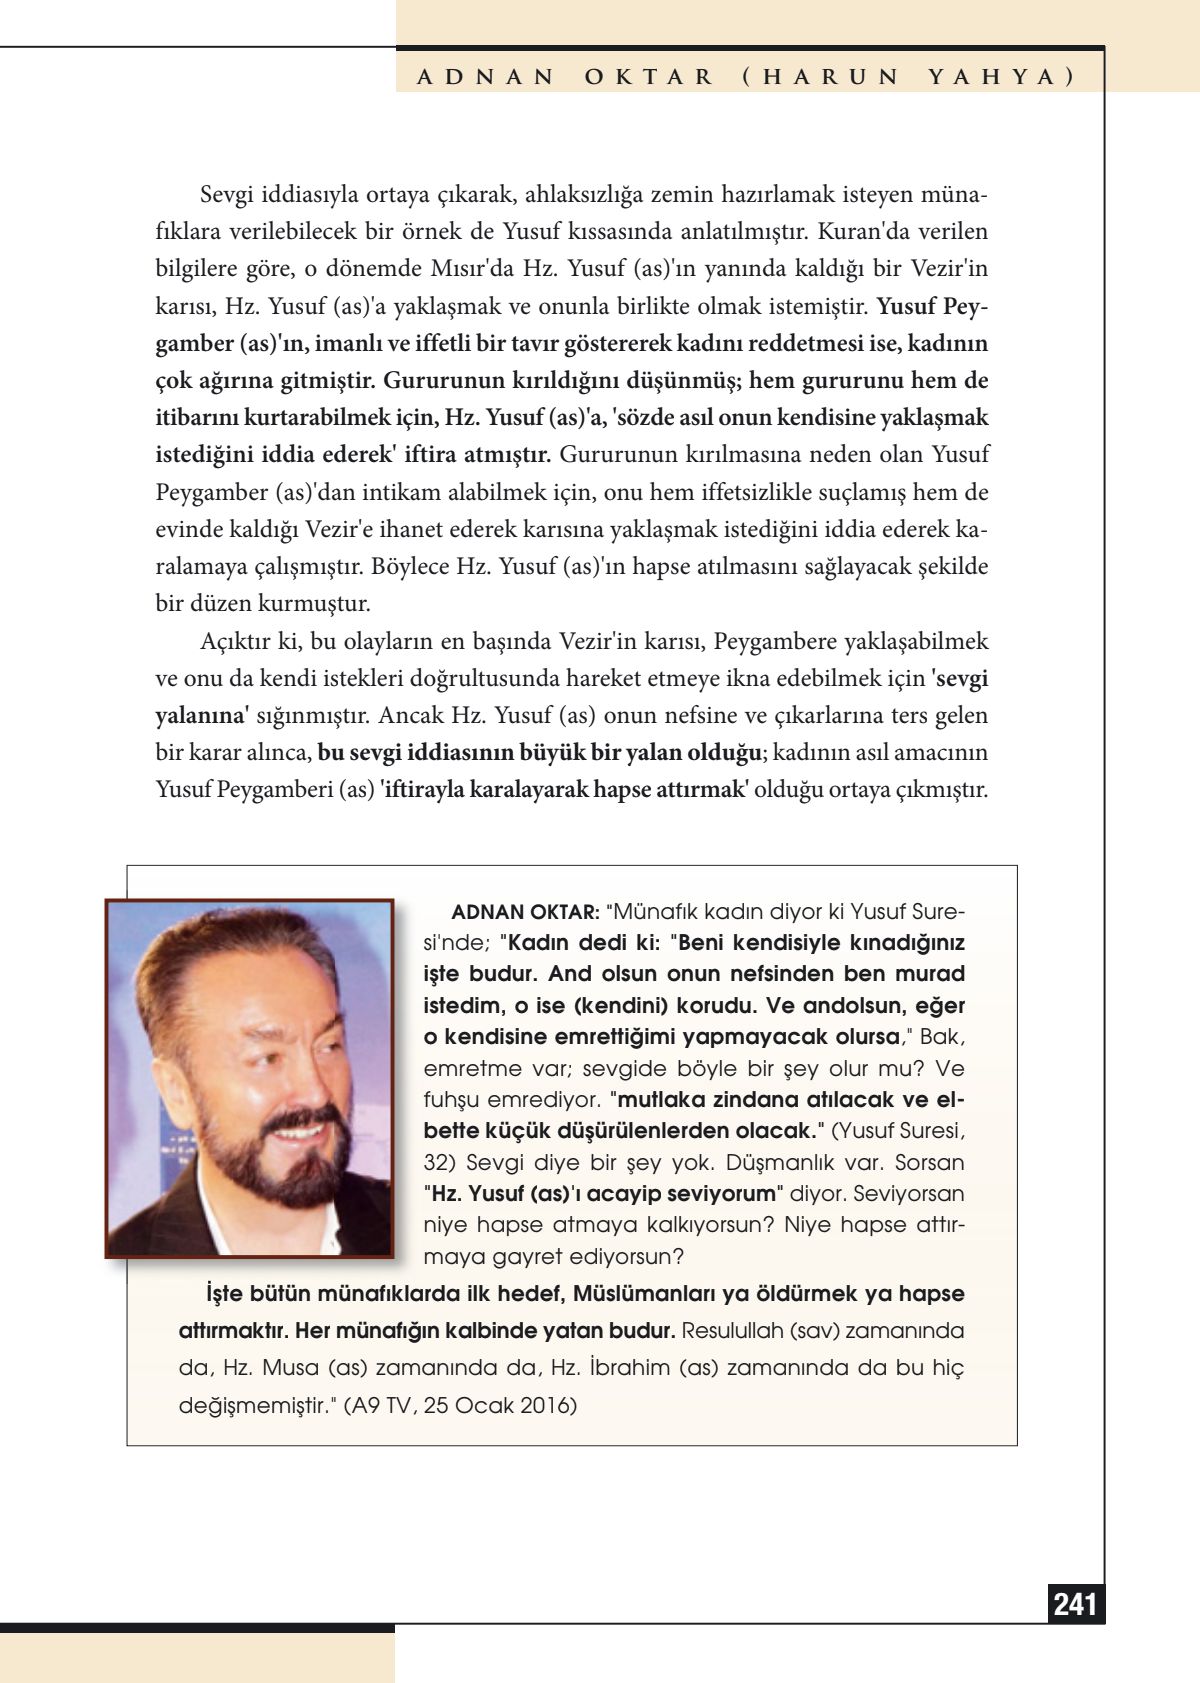 ADNAN OKTAR (HARUN YAHYA)
Sevgi iddiasıyla ortaya çıkarak, ahlaksızlığa zemin hazırlamak isteyen müna-
fıklara verilebilecek bir örnek de Yusuf kıssasında anlatılmıştır. Kuran'da verilen
bilgilere göre, o dönemde Mısır'da Hz. Yusuf (as)'ın yanında kaldığı bir Vezir'in
karısı, Hz. Yusuf (as)'a yaklaşmak ve onunla birlikte olmak istemiştir. Yusuf Pey-
gamber (as)'ın, imanlı ve iffetli bir tavır göstererek kadını reddetmesi ise, kadının
çok ağırına gitmiştir. Gururunun kırıldığını düşünmüş; hem gururunu hem de
itibarını kurtarabilmek için, Hz. Yusuf (as)'a, 'sözde asıl onun kendisine yaklaşmak
istediğini iddia ederek' iftira atmıştır. Gururunun kırılmasına neden olan Yusuf
Peygamber (as)'dan intikam alabilmek için, onu hem iffetsizlikle suçlamış hem de
evinde kaldığı Vezir'e ihanet ederek karısına yaklaşmak istediğini iddia ederek ka-
ralamaya çalışmıştır. Böylece Hz. Yusuf (as)'ın hapse atılmasını sağlayacak şekilde
bir düzen kurmuştur.
Açıktır ki, bu olayların en başında Vezir'in karısı, Peygambere yaklaşabilmek
ve onu da kendi istekleri doğrultusunda hareket etmeye ikna edebilmek için 'sevgi
yalanına' sığınmıştır. Ancak Hz. Yusuf (as) onun nefsine ve çıkarlarına ters gelen
bir karar alınca, bu sevgi iddiasının büyük bir yalan olduğu; kadının asıl amacının
Yusuf Peygamberi (as) 'iftirayla karalayarak hapse attırmak' olduğu ortaya çıkmıştır.
ADNAN OKTAR: "Münafık kadın diyor ki Yusuf Sure-
si'nde; "Kadın dedi ki: "Beni kendisiyle kınadığınız
işte budur. And olsun onun nefsinden ben murad
istedim, o ise (kendini) korudu. Ve andolsun, eğer
o kendisine emrettiğimi yapmayacak olursa," Bak,
emretme var; sevgide böyle bir şey olur mu? Ve
fuhşu emrediyor. "mutlaka zindana atılacak ve el-
bette küçük düşürülenlerden olacak." (Yusuf Suresi,
32) Sevgi diye bir şey yok. Düşmanlık var. Sorsan
"Hz. Yusuf (as)'ı acayip seviyorum" diyor. Seviyorsan
niye hapse atmaya kalkıyorsun? Niye hapse attır-
maya gayret ediyorsun?
İşte bütün münafıklarda ilk hedef, Müslümanları ya öldürmek ya hapse
attırmaktır. Her münafığın kalbinde yatan budur. Resulullah (sav) zamanında
da, Hz. Musa (as) zamanında da, Hz. İbrahim (as) zamanında da bu hiç
değişmemiştir." (A9 TV, 25 Ocak 2016)
241